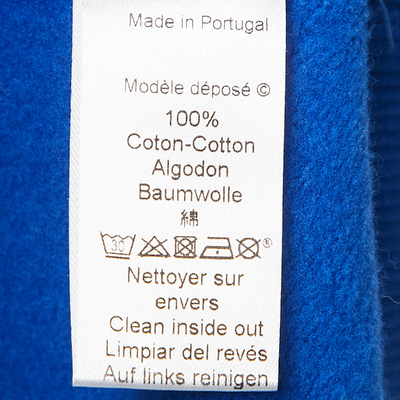 Made in Portugal
Modèle déposé ©
100%
Coton-Cotton
Algodon
Baumwolle
綿
30
Nettoyer sur
envers
Clean inside out
Limpiar del revés
Auf links reinigen